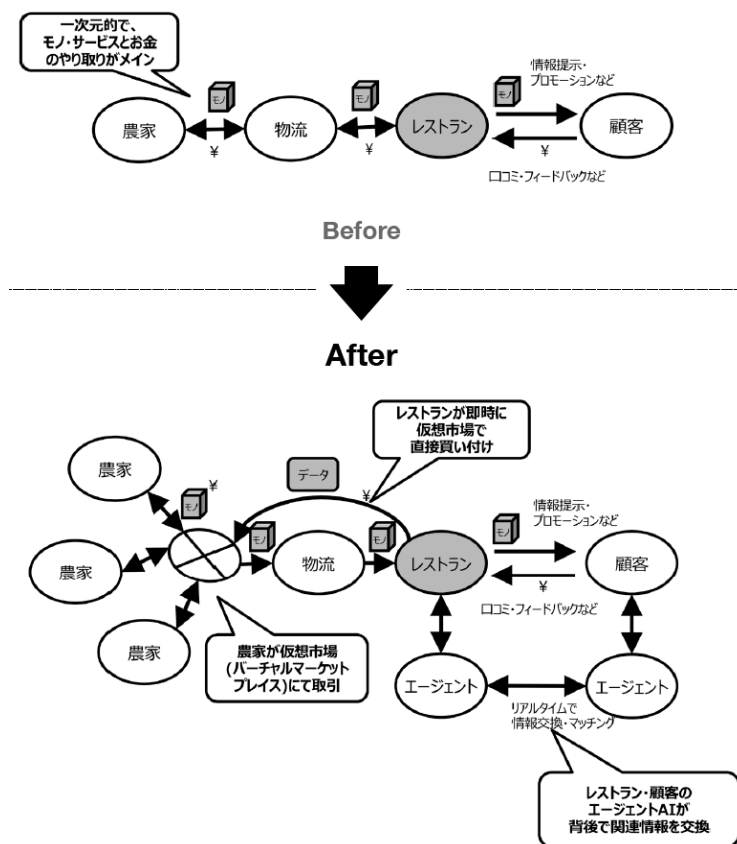 一次元的で、
モノ・サービスとお金
のやり取りがメイン
モノ
モノ
モノ
情報提示・
プロモーションなど
農家
物流
レストラン
顧客
¥
¥
¥
口コミ・フィードバックなど
Before
After
レストランが即時に
仮想市場で
直接買い付け
農家
データ
¥
¥
モノ
情報提示・
プロモーションなど
モノ
モノ
モノ
農家
物流
レストラン
顧客
¥
口コミ・フィードバックなど
農家
農家が仮想市場
(バーチャルマーケット
プレイス)にて取引
エージェント
エージェント
リアルタイムで
情報交換・マッチング
レストラン・顧客の
エージェントAIが
背後で関連情報を交換